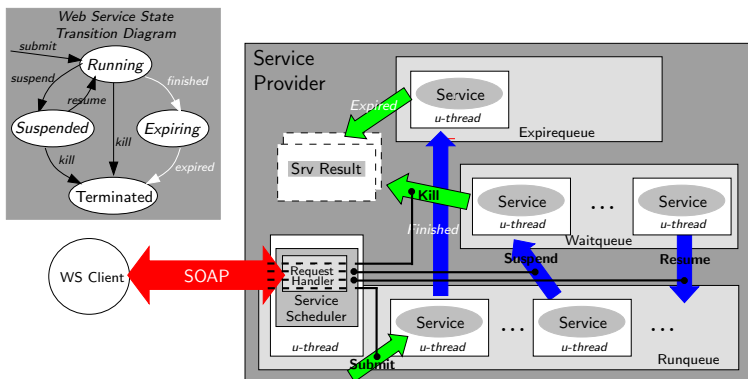 Web Service State
Transition Diagram
submit
Running
suspend
resume
finished
Suspended
Expiring
kill
kill
expired
Terminated
Service
Provider
Service
u-thread
Expirequeue
Expired
Srv Result
Kill
Service
u-thread
...
Service
u-thread
Waitqueue
Finished
Suspend
Resume
WS Client
SOAP
Request
Handler
Service
Scheduler
u-thread
Submit
Service
u-thread
...
Service
u-thread
...
Runqueue